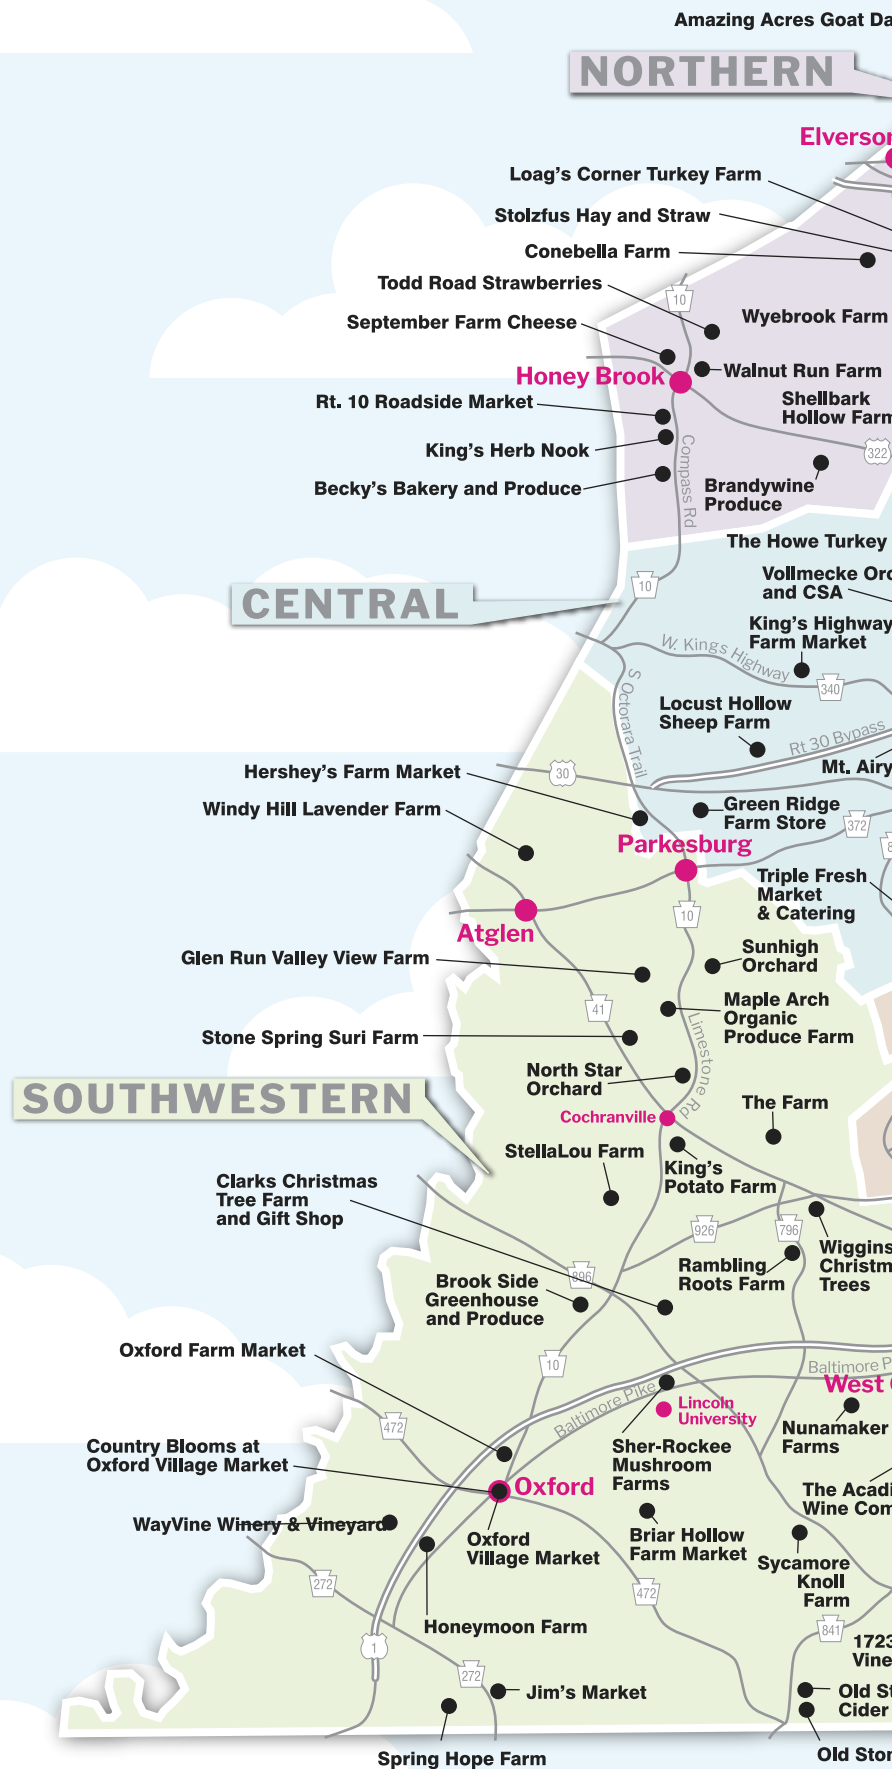 Amazing Acres Goat Da
NORTHERN
Elverson
Loag's Corner Turkey Farm
Stolzfus Hay and Straw
Conebella Farm
Todd Road Strawberries
10
Wyebrook Farm
September Farm Cheese
Honey Brook
Walnut Run Farm
Rt. 10 Roadside Market
Shellbark
Hollow Farm
King's Herb Nook
322
Compass Rd
Becky's Bakery and Produce
Brandywine
Produce
The Howe Turkey
Vollmecke Orc
and CSA
10
CENTRAL
King's Highway
Farm Market
W. Kings Highway
340
S Octorara Trail
Locust Hollow
Sheep Farm
Rt 30 Bypass
Mt. Airy
Hershey's Farm Market
30
Windy Hill Lavender Farm
Green Ridge
Farm Store
372
Parkesburg
8
Triple Fresh
Market
& Catering
10
Atglen
Sunhigh
Orchard
Glen Run Valley View Farm
41
Maple Arch
Organic
Produce Farm
Limestone Rd
Stone Spring Suri Farm
North Star
Orchard
SOUTHWESTERN
Cochranville
The Farm
StellaLou Farm
King's
Potato Farm
Clarks Christmas
Tree Farm
and Gift Shop
926
796
Wiggins
Christm
Trees
Rambling
Roots Farm
896
Brook Side
Greenhouse
and Produce
Oxford Farm Market
10
Baltimore P
West
Baltimore Pike
Lincoln
University
472
Nunamaker
Farms
Country Blooms at
Oxford Village Market
Sher-Rockee
Mushroom
Farms
Oxford
The Acadi
Wine Com
WayVine Winery & Vineyard
Oxford
Village Market
Briar Hollow
Farm Market
Sycamore
Knoll
Farm
272
472
Honeymoon Farm
841
1
1723
Vine
272
Jim's Market
Old St
Cider
Spring Hope Farm
Old Ston